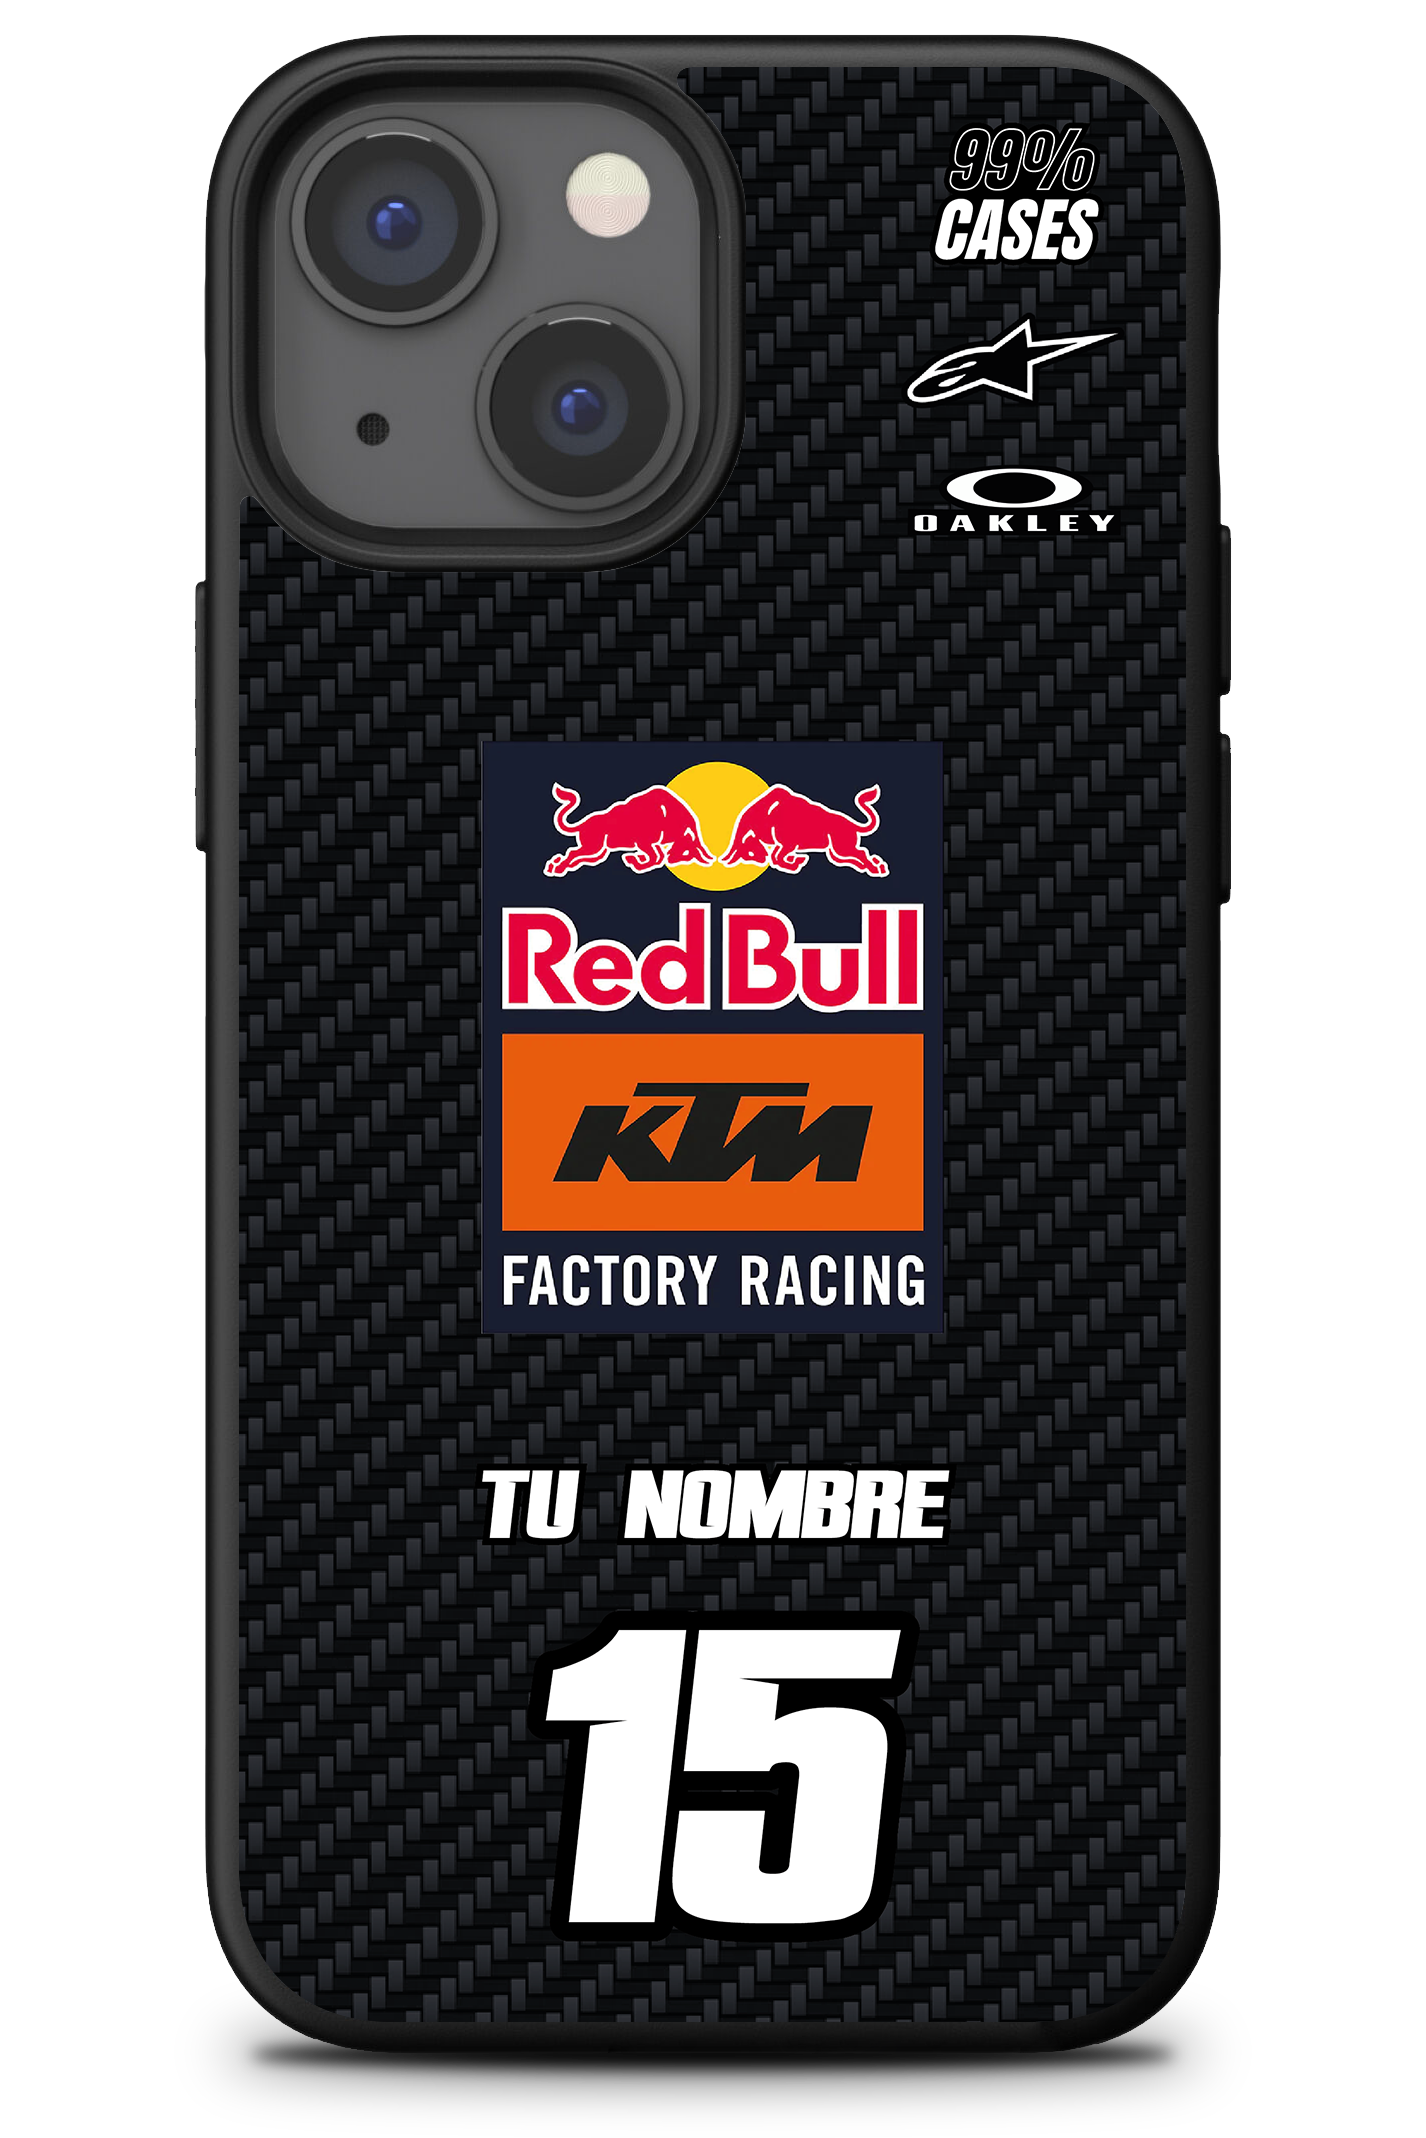 99%
CASES
OAKLEY
Red Bull
KTM
FACTORY RACING
TU NOMBRE
15